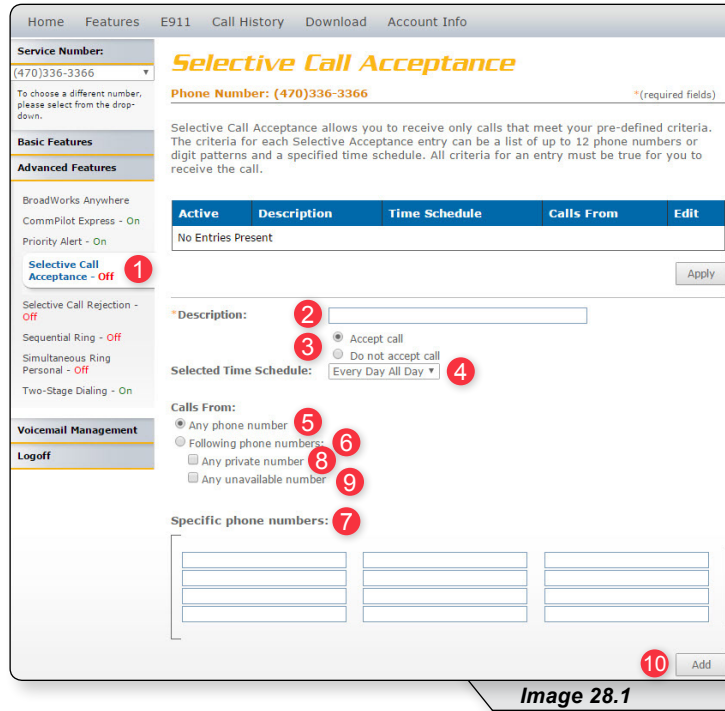 Home Features E911 Call History Download Account Info
Service Number:
(470)336-3366
To choose a different number,
please select from the drop-
down.
Basic Features
Advanced Features
BroadWorks Anywhere
CommPilot Express - On
Priority Alert - On
Selective Call
Acceptance - Off
1
Selective Call Rejection -
Off
Sequential Ring - Off
Simultaneous Ring
Personal - Off
Two-Stage Dialing - On
Voicemail Management
Logoff
Selective Call Acceptance
Phone Number: (470)336-3366 *(required fields)
Selective Call Acceptance allows you to receive only calls that meet your pre-defined criteria.
The criteria for each Selective Acceptance entry can be a list of up to 12 phone numbers or
digit patterns and a specified time schedule. All criteria for an entry must be true for you to
receive the call.
Active Description Time Schedule Calls From Edit
No Entries Present
Apply
*Description: 2
3 Accept call
Do not accept call
Selected Time Schedule: Every Day All Day 4
Calls From:
Any phone number 5
Following phone numbers: 6
Any private number 8
Any unavailable number 9
Specific phone numbers: 7
10 Add
Image 28.1